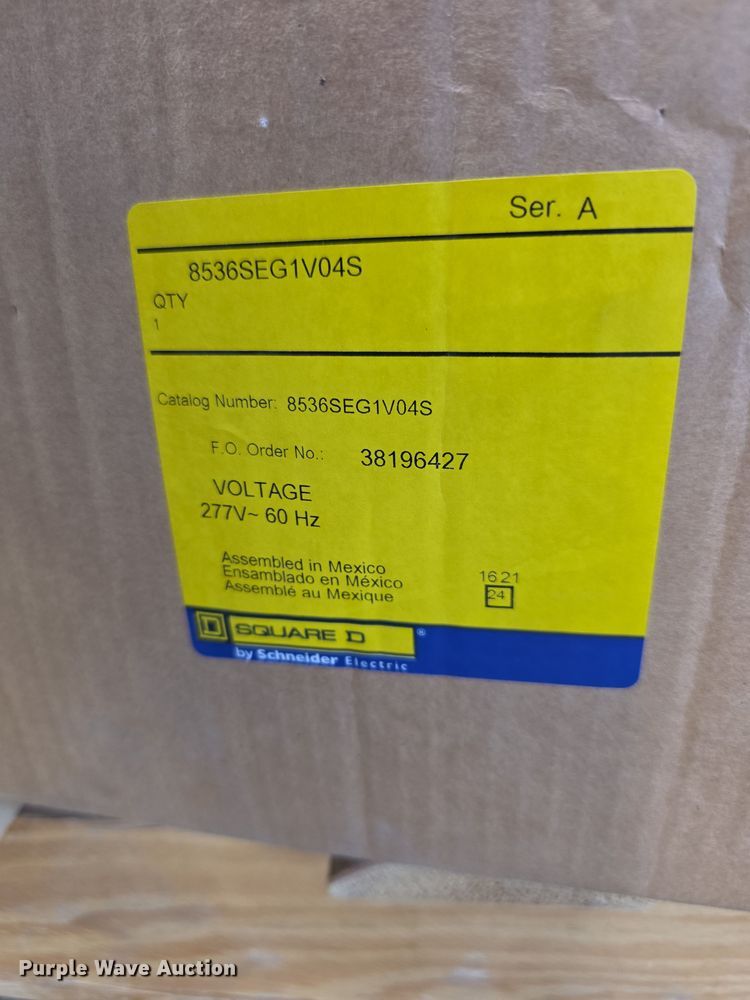 Ser. A
8536SEG1V04S
QTY
1
Catalog Number: 8536SEG1V04S
F.O. Order No.: 38196427
VOLTAGE
277V~ 60 Hz
Assembled in Mexico
Ensamblado en México
Assemblé au Mexique
1621
24
SQUARE D ®
by Schneider Electric
Purple Wave Auction